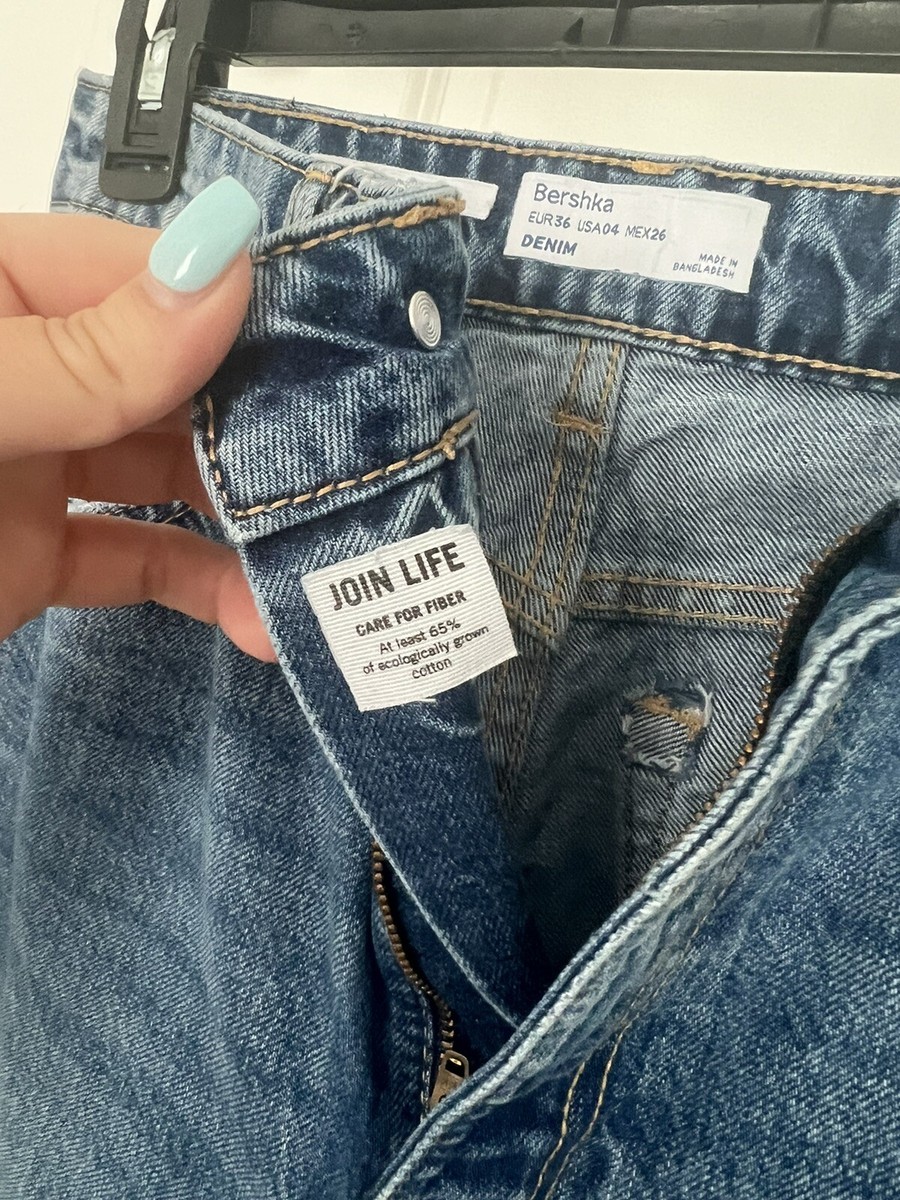 Bershka
EUR36 USA04 MEX26
DENIM
MADE IN
BANGLADESH
JOIN LIFE
CARE FOR FIBER
At least 65%
of ecologically grown
cotton